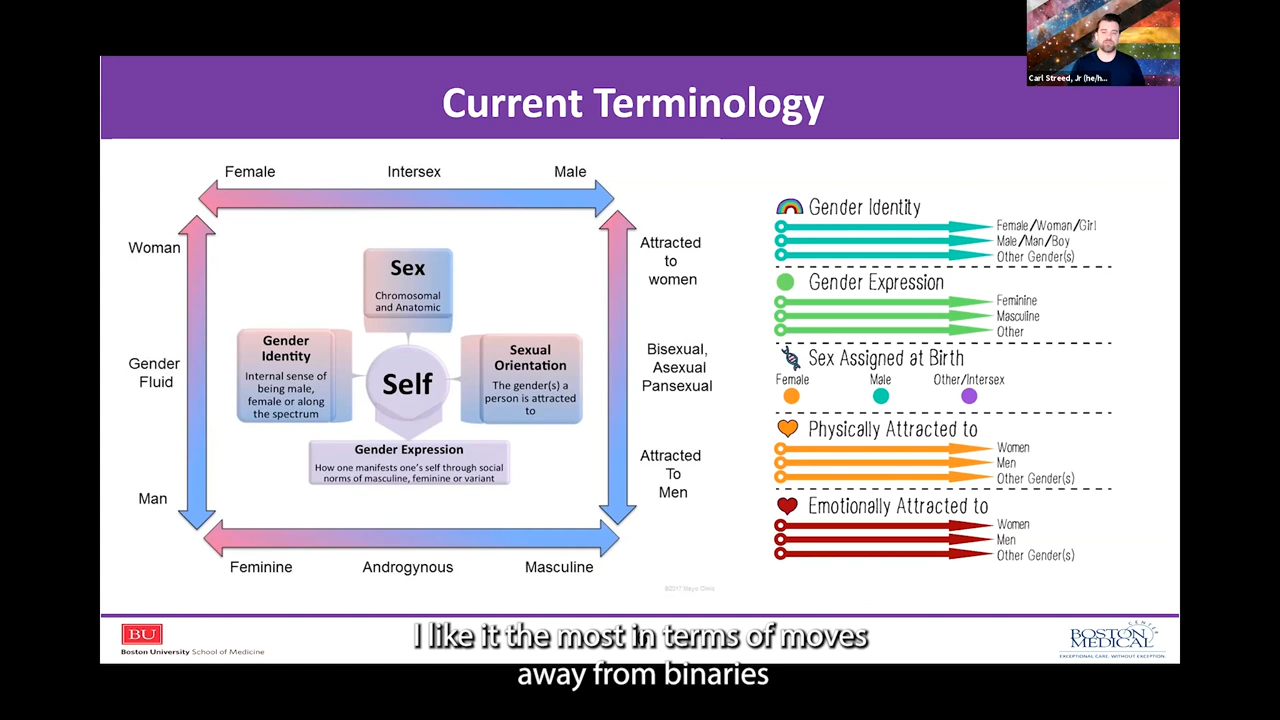 Carl Streed, Jr (he/h...
Current Terminology
Female Intersex Male
Woman
Gender
Fluid
Man
Sex
Chromosomal
and Anatomic
Gender
Identity
Internal sense of
being male,
female or along
the spectrum
Self
Sexual
Orientation
The gender(s) a
person is attracted
to
Gender Expression
How one manifests one's self through social
norms of masculine, feminine or variant
Attracted
to
women
Bisexual,
Asexual
Pansexual
Attracted
To
Men
Feminine Androgynous Masculine
©2017 Mayo Clinic
Gender Identity
Female/Woman/Girl
Male/Man/Boy
Other Gender(s)
Gender Expression
Feminine
Masculine
Other
Sex Assigned at Birth
Female Male Other/Intersex
Physically Attracted to
Women
Men
Other Gender(s)
Emotionally Attracted to
Women
Men
Other Gender(s)
BU
Boston University School of Medicine
BOSTON
MEDICAL
CENTER
EXCEPTIONAL CARE. WITHOUT EXCEPTION.
I like it the most in terms of moves
away from binaries